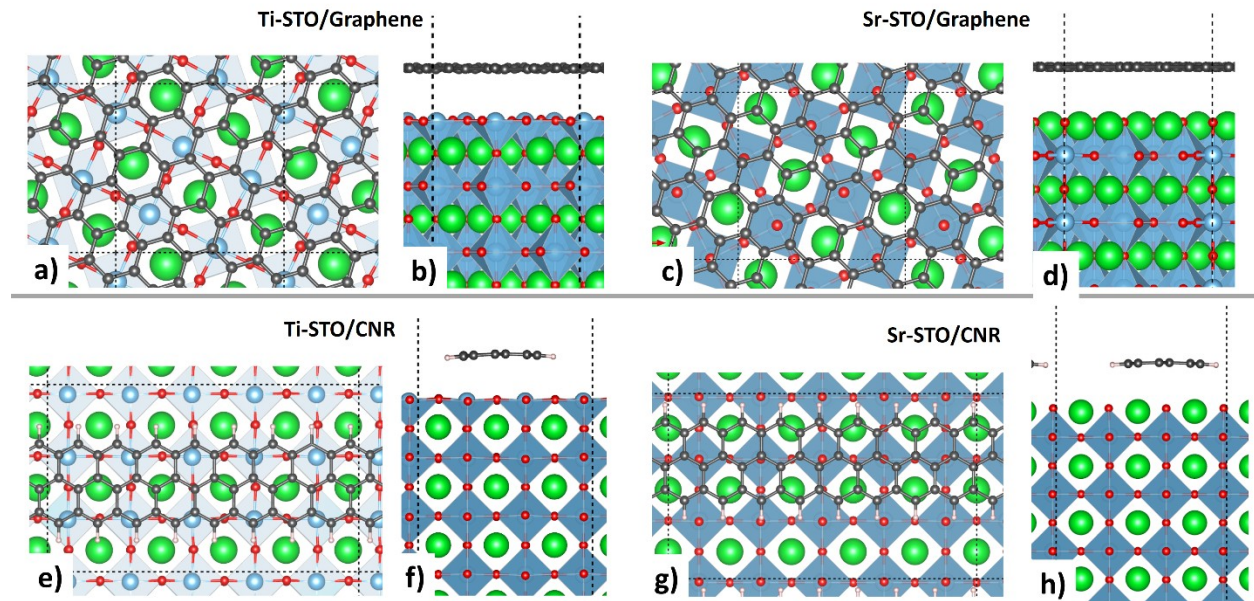 Ti-STO/Graphene
Sr-STO/Graphene
a)
b)
c)
d)
Ti-STO/CNR
Sr-STO/CNR
e)
f)
g)
h)